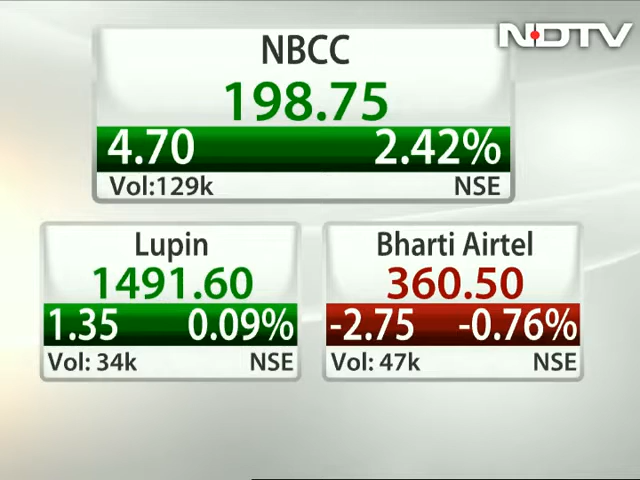 NDTV
NBCC
198.75
4.70 2.42%
Vol:129k NSE
Lupin
1491.60
1.35 0.09%
Vol: 34k NSE
Bharti Airtel
360.50
-2.75 -0.76%
Vol: 47k NSE